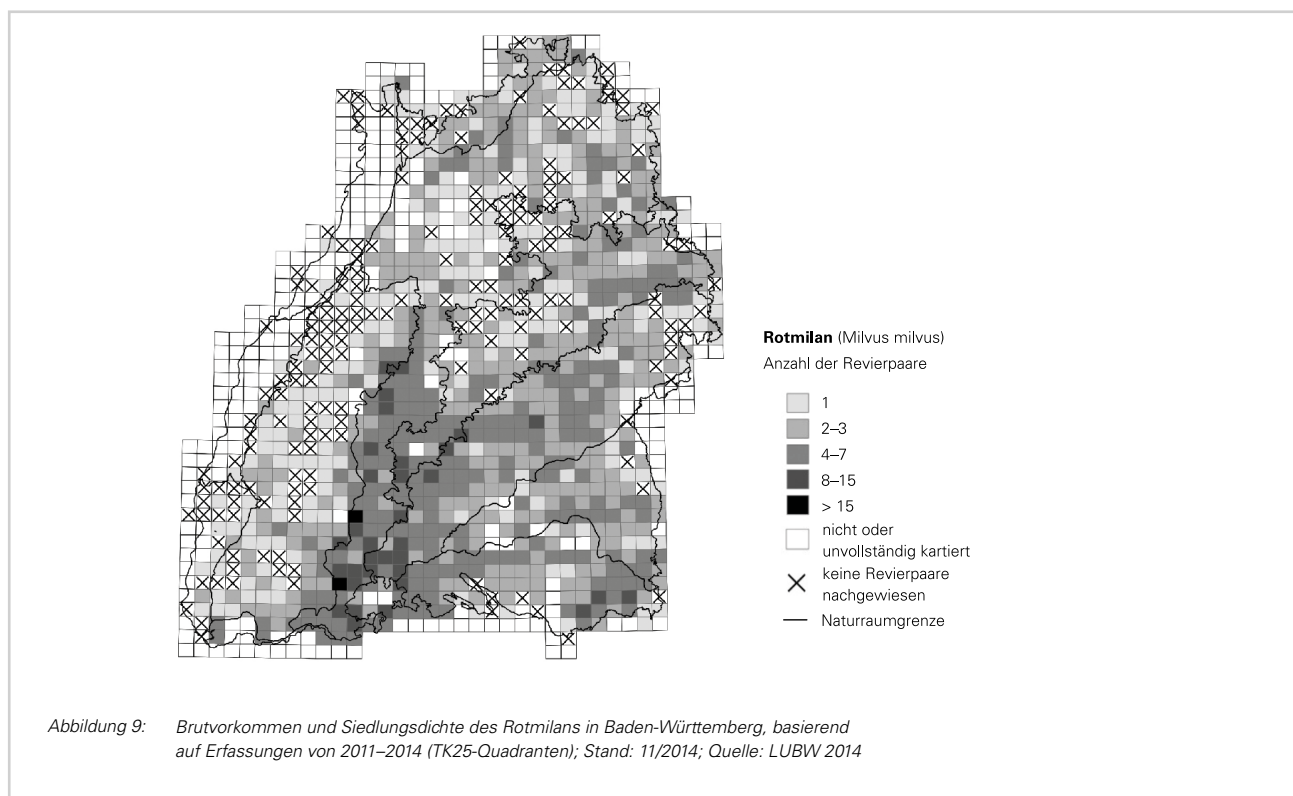 Rotmilan (Milvus milvus)
Anzahl der Revierpaare
1
2–3
4–7
8–15
> 15
nicht oder
unvollständig kartiert
keine Revierpaare
nachgewiesen
Naturraumgrenze
Abbildung 9: Brutvorkommen und Siedlungsdichte des Rotmilans in Baden-Württemberg, basierend
auf Erfassungen von 2011–2014 (TK25-Quadranten); Stand: 11/2014; Quelle: LUBW 2014